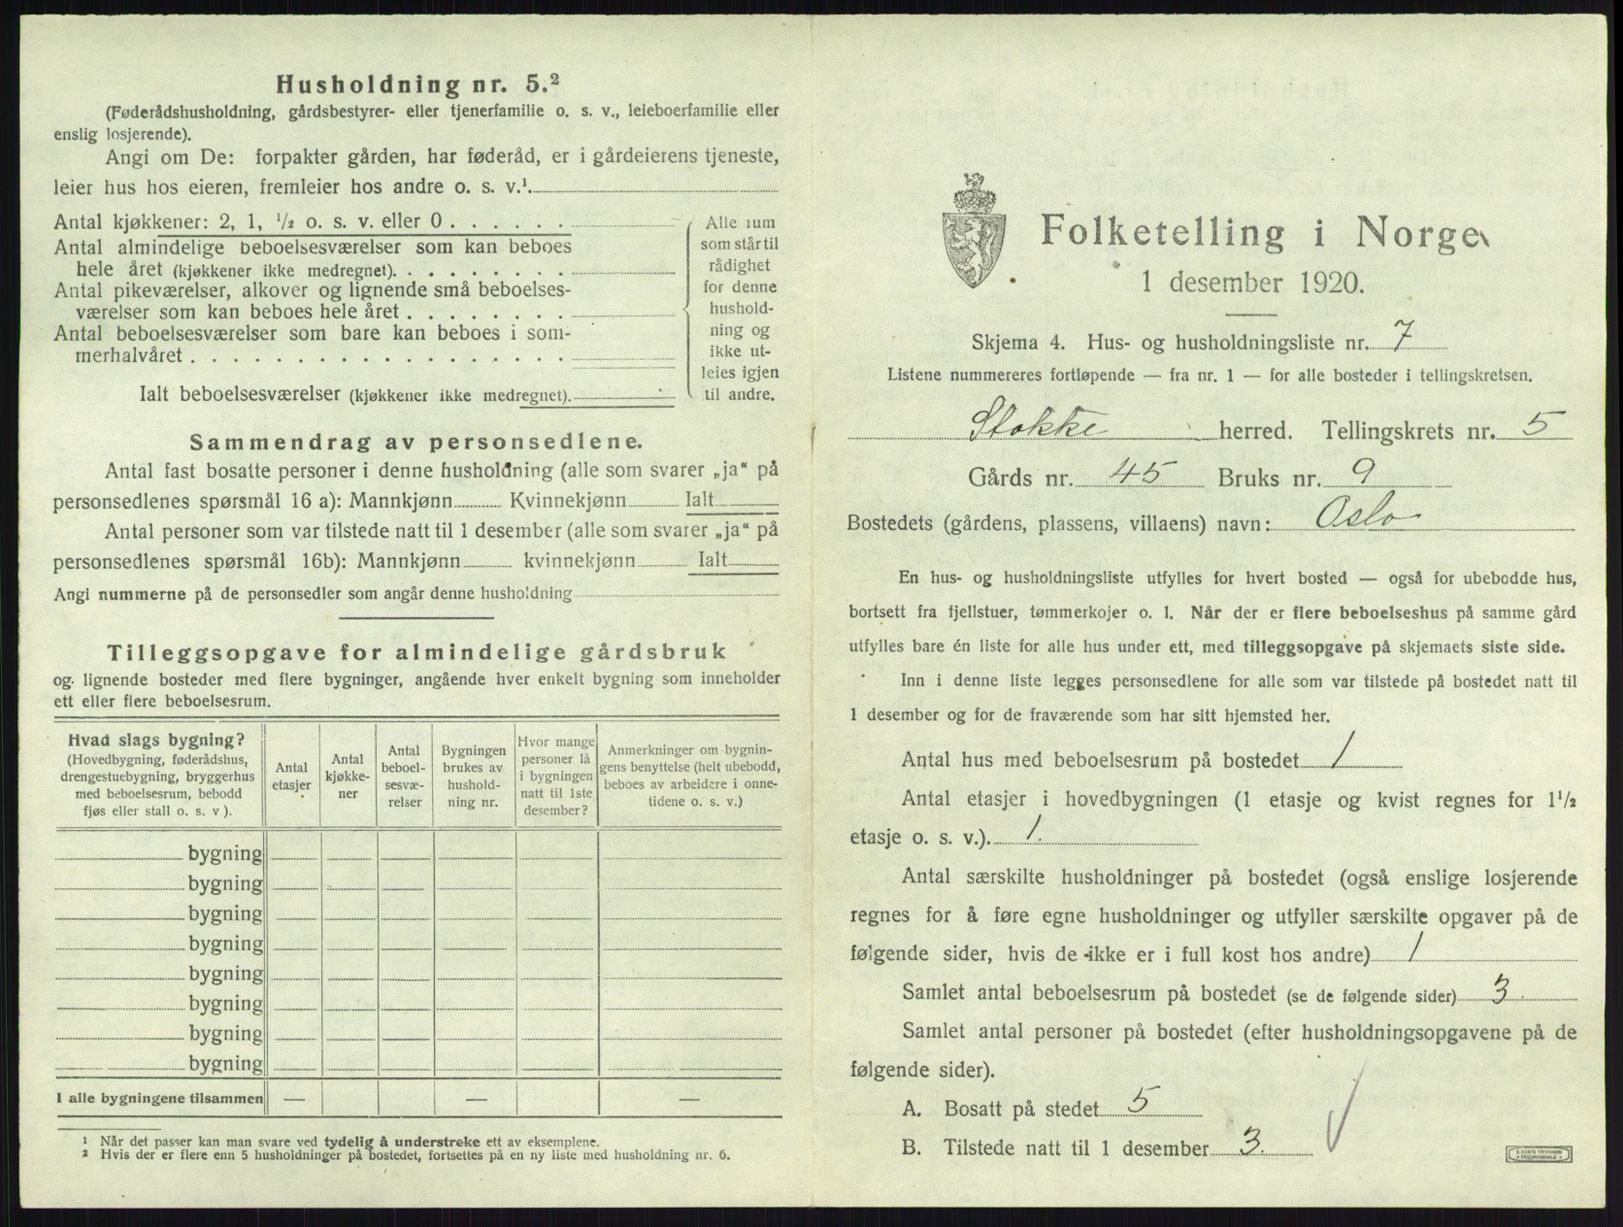 Husholdning nr. 5.²
(Føderådshusholdning, gårdsbestyrer- eller tjenerfamilie o. s. v., leieboerfamilie eller
enslig losjerende).
Angi om De: forpakter gården, har føderåd, er i gårdeierens tjeneste,
leier hus hos eieren, fremleier hos andre o. s. v.¹
Antal kjøkkener: 2, 1, ½ o. s. v. eller 0 . . . . . .
Antal almindelige beboelsesværelser som kan beboes
hele året (kjøkkener ikke medregnet). . . . . . . . .
Antal pikeværelser, alkover og lignende små beboelses-
værelser som kan beboes hele året . . . . . . . .
Antal beboelsesværelser som bare kan beboes i som-
merhalvåret . . . . . . . . . . . . . . . . . .
Ialt beboelsesværelser (kjøkkener ikke medregnet).
Alle rum
som står til
rådighet
for denne
hushold-
ning og
ikke ut-
leies igjen
til andre.
Sammendrag av personsedlene.
Antal fast bosatte personer i denne husholdning (alle som svarer „ja“ på
personsedlenes spørsmål 16 a): Mannkjønn Kvinnekjønn Ialt
Antal personer som var tilstede natt til 1 desember (alle som svarer „ja“ på
personsedlenes spørsmål 16b): Mannkjønn kvinnekjønn Ialt
Angi nummerne på de personsedler som angår denne husholdning
Tilleggsopgave for almindelige gårdsbruk
og lignende bosteder med flere bygninger, angående hver enkelt bygning som inneholder
ett eller flere beboelsesrum.
Hvad slags bygning?
(Hovedbygning, føderådshus,
drengestuebygning, bryggerhus
med beboelsesrum, bebodd
fjøs eller stall o. s. v ).
Antal
etasjer
Antal
kjøkke-
ner
Antal
beboel-
sesvæ-
relser
Bygningen
brukes av
hushold-
ning nr.
Hvor mange
personer lå
i bygningen
natt til 1ste
desember?
Anmerkninger om bygnin-
gens benyttelse (helt ubebodd,
beboes av arbeidere i onne-
tidene o. s. v.)
bygning
bygning
bygning
bygning
bygning
bygning
bygning
bygning
I alle bygningene tilsammen — — —
¹ Når det passer kan man svare ved tydelig å understreke ett av eksemplene.
² Hvis der er flere enn 5 husholdninger på bostedet, fortsettes på en ny liste med husholdning nr. 6.
Folketelling i Norge
1 desember 1920.
Skjema 4. Hus- og husholdningsliste nr. 7
Listene nummereres fortløpende — fra nr. 1 — for alle bosteder i tellingskretsen.
Stokke herred. Tellingskrets nr. 5
Gårds nr. 45 Bruks nr. 9
Bostedets (gårdens, plassens, villaens) navn: Oslo
En hus- og husholdningsliste utfylles for hvert bosted — også for ubebodde hus,
bortsett fra fjellstuer, tømmerkojer o. l. Når der er flere beboelseshus på samme gård
utfylles bare én liste for alle hus under ett, med tilleggsopgave på skjemaets siste side.
Inn i denne liste legges personsedlene for alle som var tilstede på bostedet natt til
1 desember og for de fraværende som har sitt hjemsted her.
Antal hus med beboelsesrum på bostedet 1
Antal etasjer i hovedbygningen (1 etasje og kvist regnes for 1½
etasje o. s. v.). 1.
Antal særskilte husholdninger på bostedet (også enslige losjerende
regnes for å føre egne husholdninger og utfyller særskilte opgaver på de
følgende sider, hvis de ikke er i full kost hos andre) 1
Samlet antal beboelsesrum på bostedet (se de følgende sider) 3.
Samlet antal personer på bostedet (efter husholdningsopgavene på de
følgende sider).
A. Bosatt på stedet 5
B. Tilstede natt til 1 desember 3.